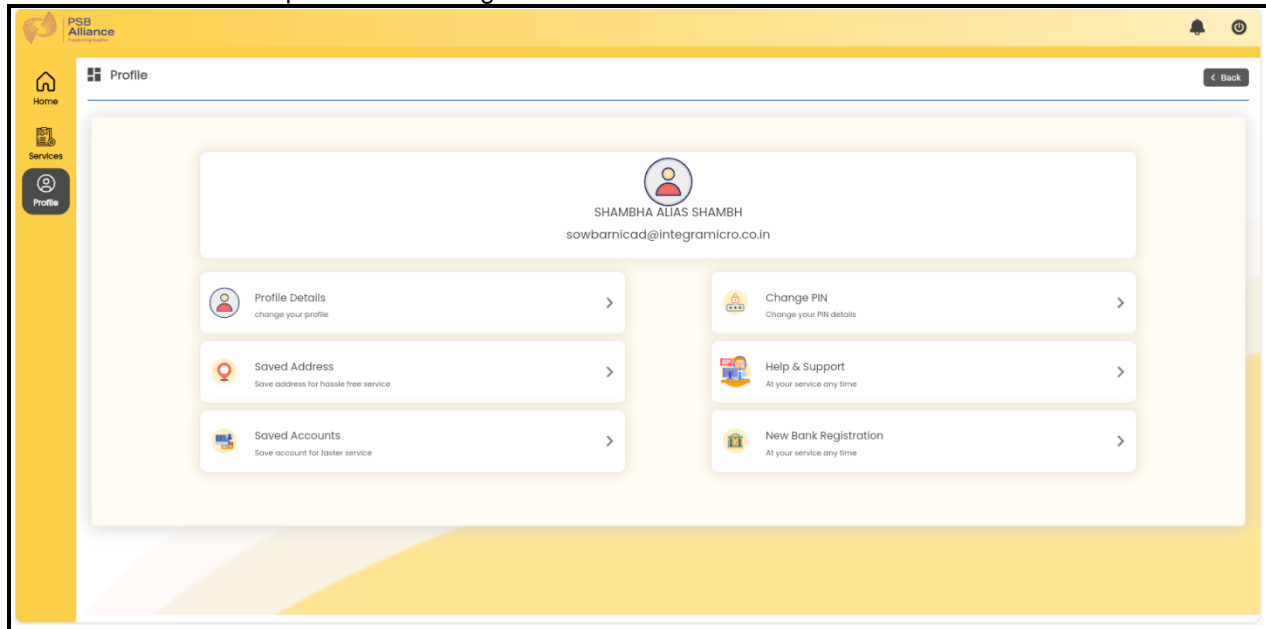 PSB
Alliance
Home
Services
Profile
Profile
< Back
SHAMBHA ALIAS SHAMBH
sowbarnicad@integramicro.co.in
Profile Details
change your profile
Change PIN
Change your PIN details
Saved Address
Save address for hassle free service
Help & Support
At your service any time
Saved Accounts
Save account for faster service
New Bank Registration
At your service any time